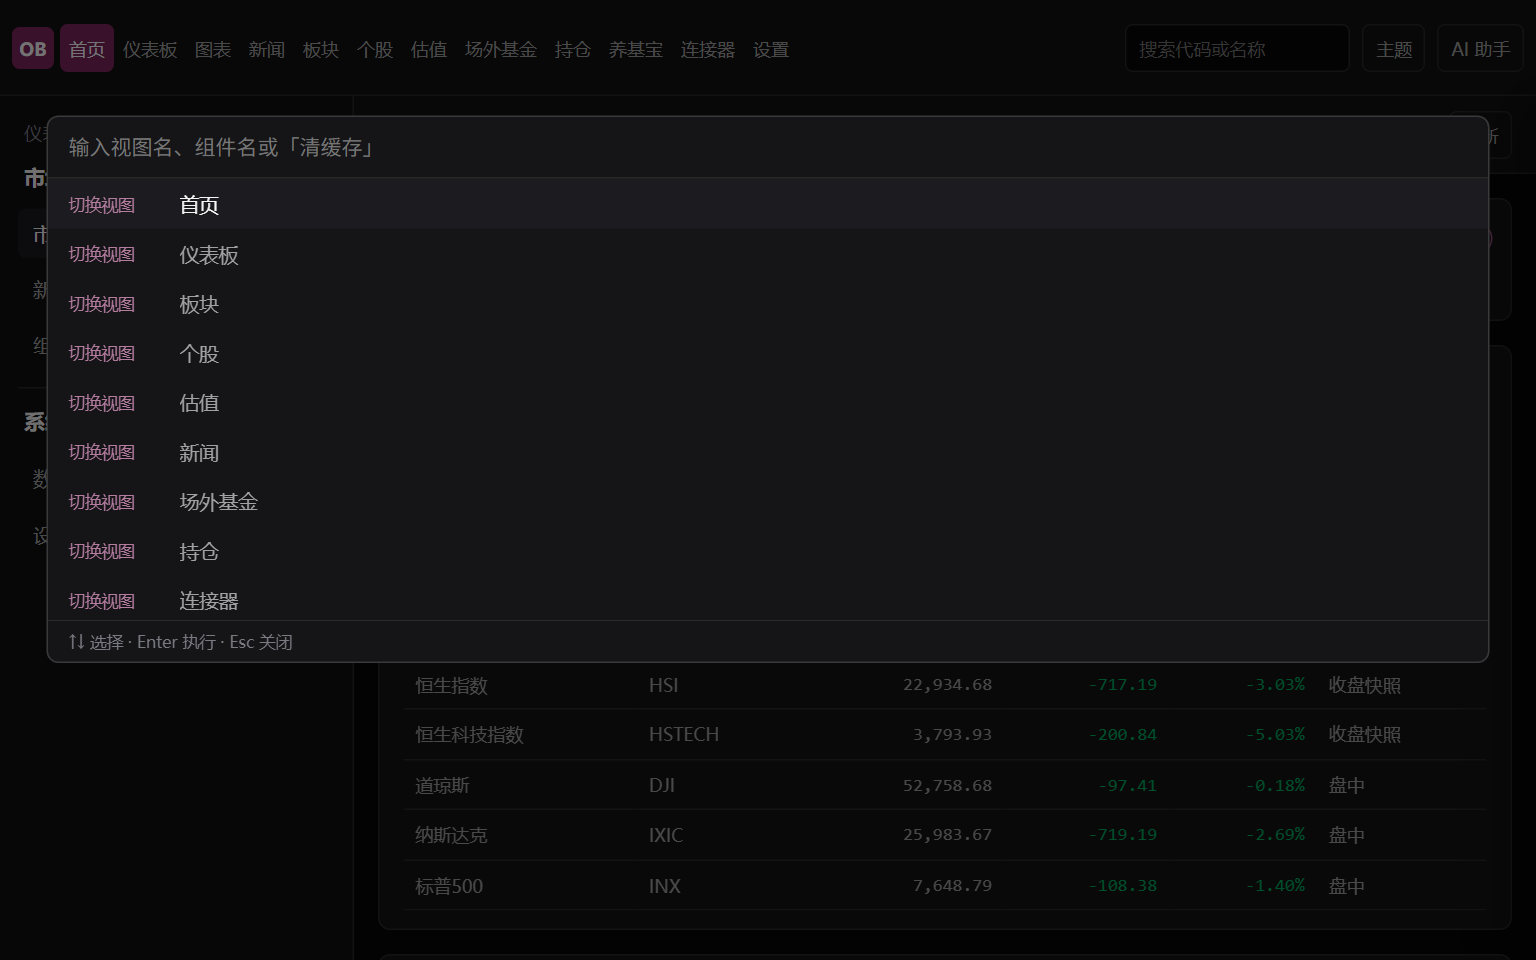 OB 首页 仪表板 图表 新闻 板块 个股 估值 场外基金 持仓 养基宝 连接器 设置 搜索代码或名称 主题 AI 助手
输入视图名、组件名或「清缓存」
切换视图 首页
切换视图 仪表板
切换视图 板块
切换视图 个股
切换视图 估值
切换视图 新闻
切换视图 场外基金
切换视图 持仓
切换视图 连接器
↑↓ 选择 · Enter 执行 · Esc 关闭
恒生指数 HSI 22,934.68 -717.19 -3.03% 收盘快照
恒生科技指数 HSTECH 3,793.93 -200.84 -5.03% 收盘快照
道琼斯 DJI 52,758.68 -97.41 -0.18% 盘中
纳斯达克 IXIC 25,983.67 -719.19 -2.69% 盘中
标普500 INX 7,648.79 -108.38 -1.40% 盘中